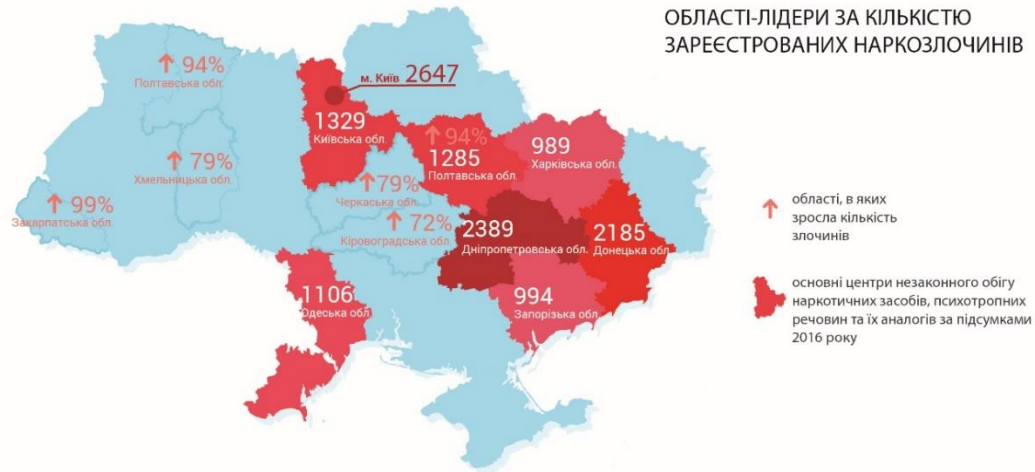 ОБЛАСТІ-ЛІДЕРИ ЗА КІЛЬКІСТЮ
ЗАРЕЄСТРОВАНИХ НАРКОЗЛОЧИНІВ
↑ 94%
Полтавська обл.
м. Київ 2647
1329
Київська обл.
↑ 94%
1285
Полтавська обл.
989
Харківська обл.
↑ 79%
Хмельницька обл.
↑ 79%
Черкаська обл.
↑ 99%
Закарпатська обл.
↑ 72%
Кіровоградська обл.
2389
Дніпропетровська обл.
2185
Донецька обл.
1106
Одеська обл.
994
Запорізька обл.
↑ області, в яких
зросла кількість
злочинів
основні центри незаконного обігу
наркотичних засобів, психотропних
речовин та їх аналогів за підсумками
2016 року